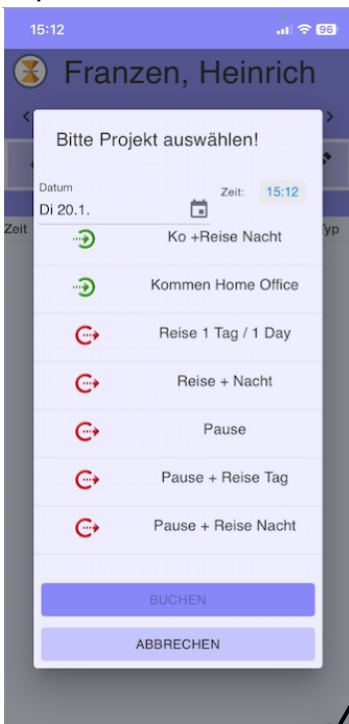 15:12
96
Franzen, Heinrich
Bitte Projekt auswählen!
Datum
Zeit: 15:12
Di 20.1.
Zeit
Typ
Ko +Reise Nacht
Kommen Home Office
Reise 1 Tag / 1 Day
Reise + Nacht
Pause
Pause + Reise Tag
Pause + Reise Nacht
BUCHEN
ABBRECHEN